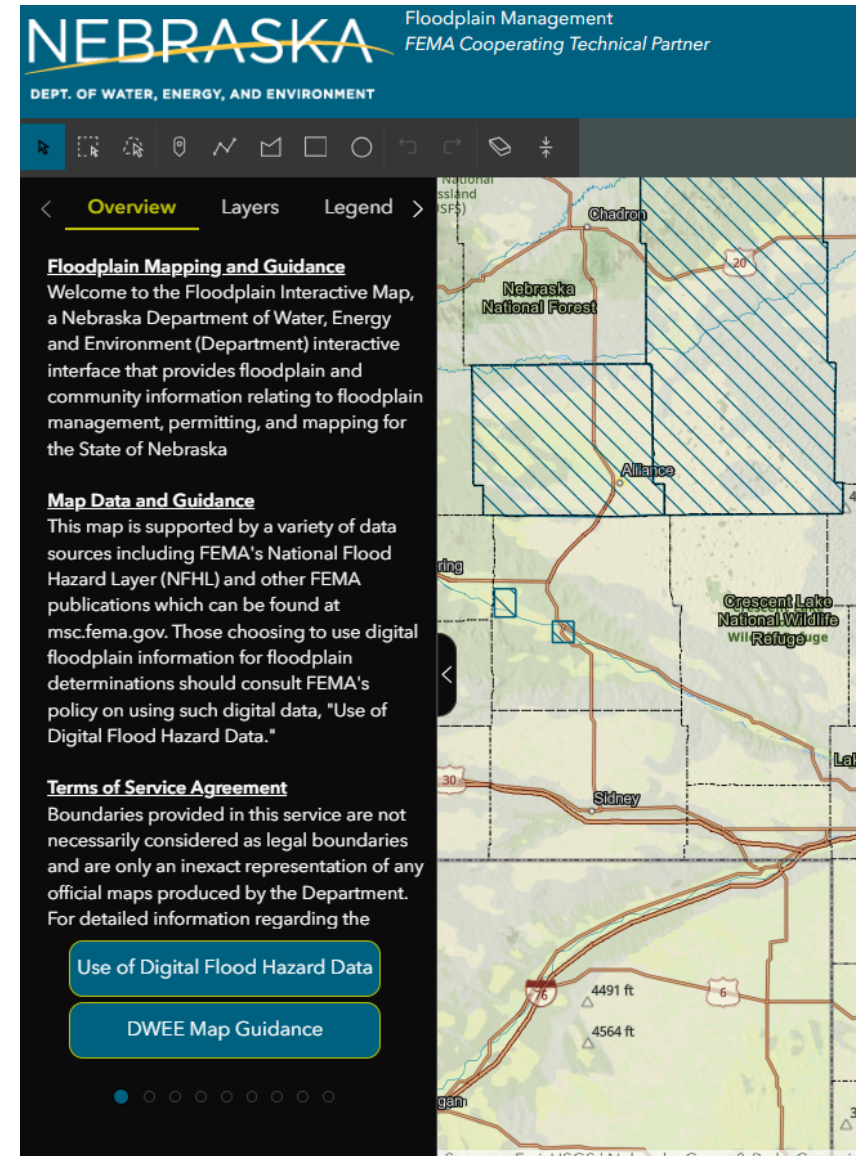 NEBRASKA
DEPT. OF WATER, ENERGY, AND ENVIRONMENT
Floodplain Management
FEMA Cooperating Technical Partner
Overview Layers Legend
Floodplain Mapping and Guidance
Welcome to the Floodplain Interactive Map,
a Nebraska Department of Water, Energy
and Environment (Department) interactive
interface that provides floodplain and
community information relating to floodplain
management, permitting, and mapping for
the State of Nebraska
Map Data and Guidance
This map is supported by a variety of data
sources including FEMA's National Flood
Hazard Layer (NFHL) and other FEMA
publications which can be found at
msc.fema.gov. Those choosing to use digital
floodplain information for floodplain
determinations should consult FEMA's
policy on using such digital data, "Use of
Digital Flood Hazard Data."
Terms of Service Agreement
Boundaries provided in this service are not
necessarily considered as legal boundaries
and are only an inexact representation of any
official maps produced by the Department.
For detailed information regarding the
Use of Digital Flood Hazard Data
DWEE Map Guidance
National
ssland
SFS)
Chadron
20
Nebraska
National Forest
Alliance
4
ring
Crescent Lake
National Wildlife
Refuge
Lak
30
Sidney
76
4491 ft
6
4564 ft
gan
3